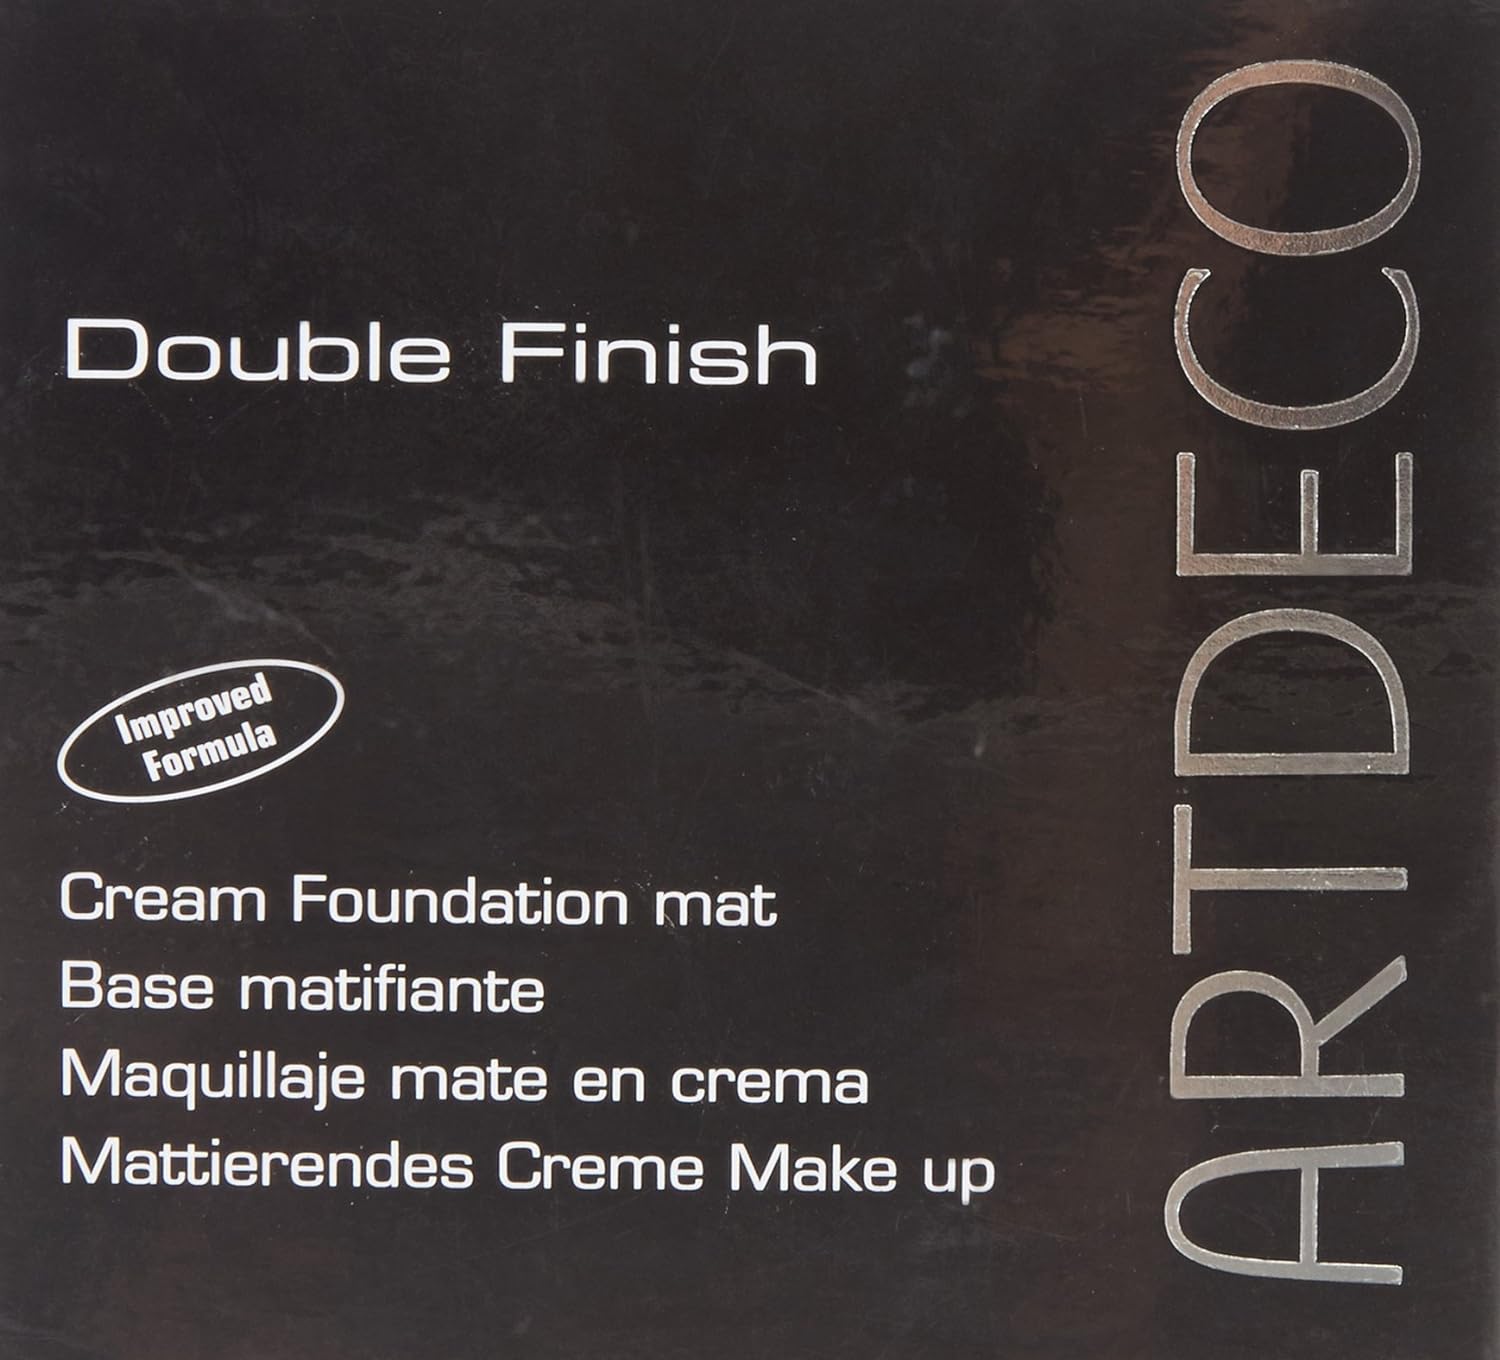 Double Finish
Improved
Formula
Cream Foundation mat
Base matifiante
Maquillaje mate en crema
Mattierendes Creme Make up
ARTDECO